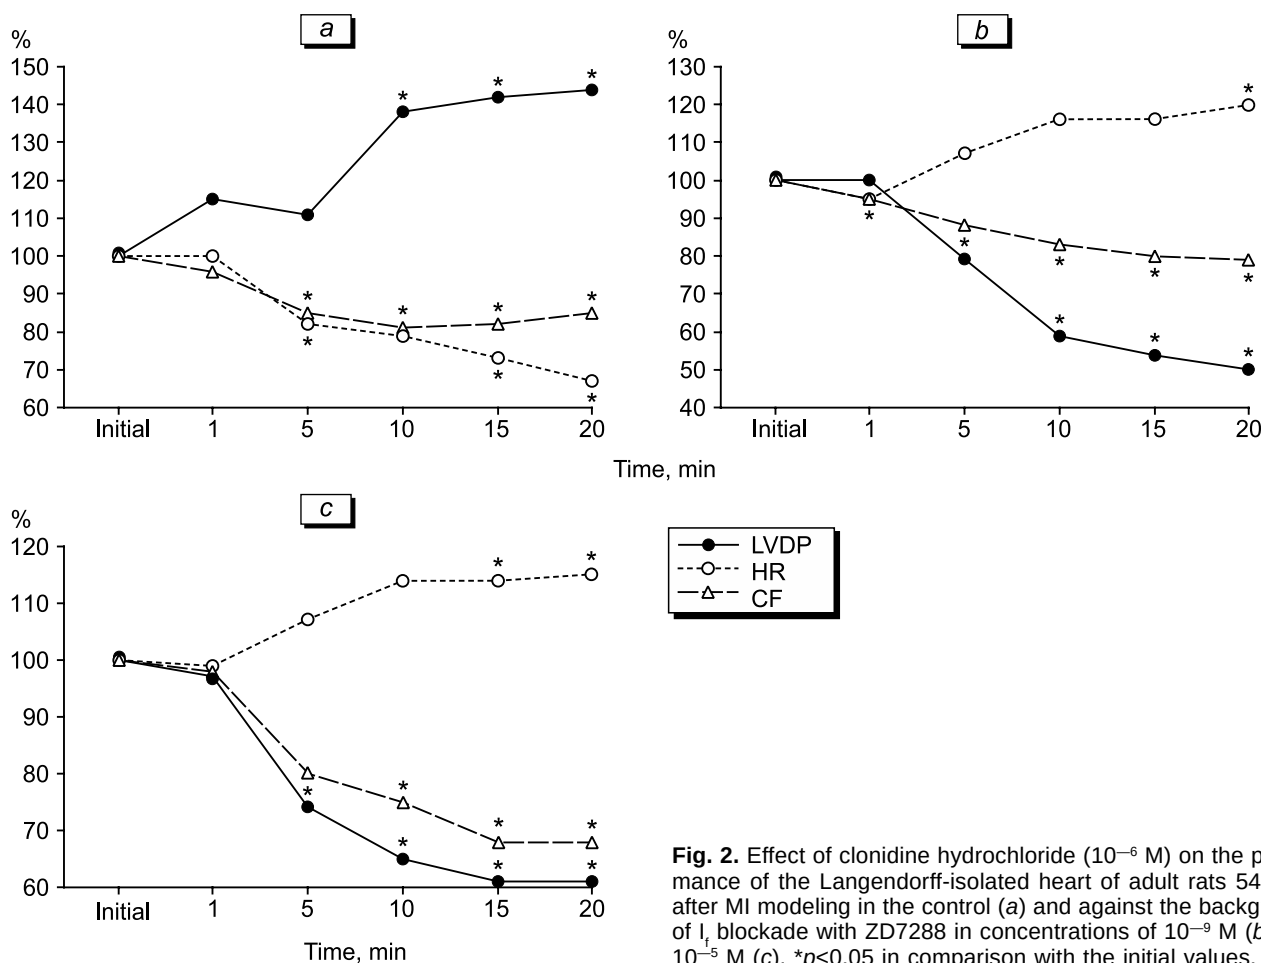 a
%
150
140
130
120
110
100
90
80
70
60
Initial 1 5 10 15 20
* * *
* * * *
* * *
b
%
130
120
110
100
90
80
70
60
50
40
Initial 1 5 10 15 20
*
* * * * *
* * *
Time, min
c
%
120
110
100
90
80
70
60
Initial 1 5 10 15 20
* *
* * *
* * * *
Time, min
LVDP
HR
CF
Fig. 2. Effect of clonidine hydrochloride (10—6 M) on the p
mance of the Langendorff-isolated heart of adult rats 54
after MI modeling in the control (a) and against the backg
of If blockade with ZD7288 in concentrations of 10—9 M (b
10—5 M (c). *p<0.05 in comparison with the initial values.